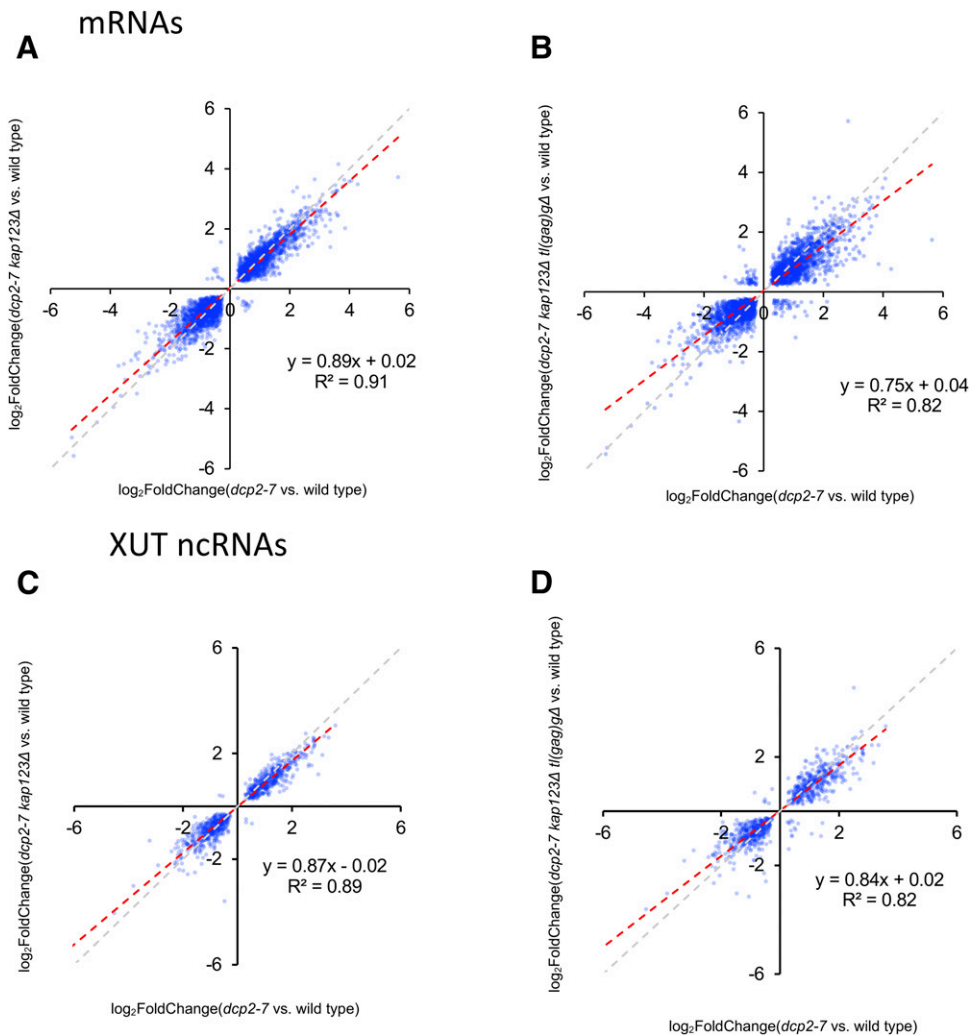 mRNAs
A
log₂FoldChange(dcp2-7 kap123Δ vs. wild type)
6
4
2
0
-2
-4
-6
-6 -4 -2 0 2 4 6
y = 0.89x + 0.02
R² = 0.91
log₂FoldChange(dcp2-7 vs. wild type)
B
log₂FoldChange(dcp2-7 kap123Δ tl(gag)gΔ vs. wild type)
6
4
2
0
-2
-4
-6
-6 -4 -2 0 2 4 6
y = 0.75x + 0.04
R² = 0.82
log₂FoldChange(dcp2-7 vs. wild type)
XUT ncRNAs
C
log₂FoldChange(dcp2-7 kap123Δ vs. wild type)
6
2
-2
-6
-6 -2 2 6
y = 0.87x - 0.02
R² = 0.89
log₂FoldChange(dcp2-7 vs. wild type)
D
log₂FoldChange(dcp2-7 kap123Δ tl(gag)gΔ vs. wild type)
6
2
-2
-6
-6 -2 2 6
y = 0.84x + 0.02
R² = 0.82
log₂FoldChange(dcp2-7 vs. wild type)